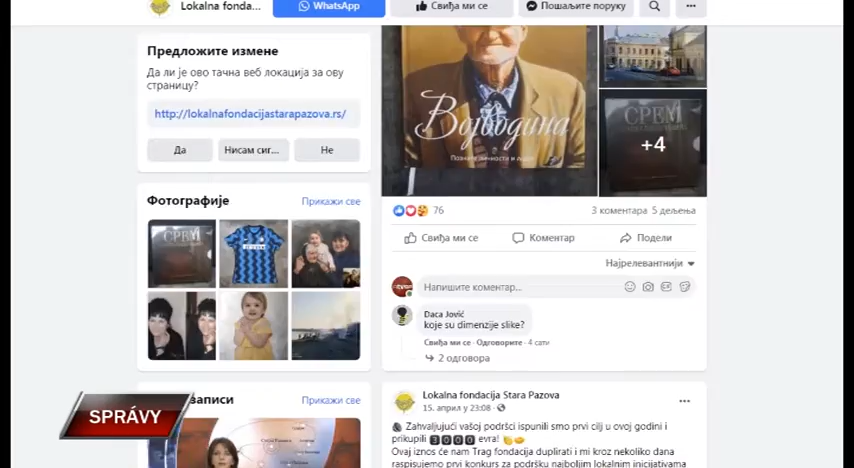 Lokalna fonda...
WhatsApp
Свиђа ми се
Пошаљите поруку
Предложите измене
Да ли је ово тачна веб локација за ову
страницу?
http://lokalnafondacijastarapazova.rs/
Да
Нисам сиг...
Не
Фотографије
Прикажи све
записи
Прикажи све
Војводина
СРЕМ
+4
76
3 коментара 5 дељења
Свиђа ми се
Коментар
Подели
Најрелевантнији
Напишите коментар...
Daca Jović
koje su dimenzije slike?
Свиђа ми се · Одговорите · 4 сати
2 одговора
Lokalna fondacija Stara Pazova
15. април у 23:08 ·
Zahvaljujući vašoj podršci ispunili smo prvi cilj u ovoj godini i
prikupili 3000 evra!
Ovaj iznos će nam Trag fondacija duplirati i mi kroz nekoliko dana
raspisujemo prvi konkurs za podršku najboljim lokalnim inicijativama
SPRÁVY